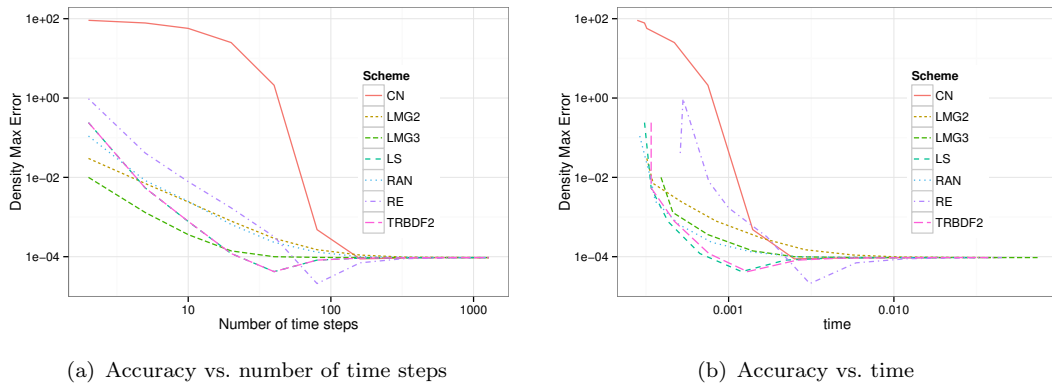 1e+02
1e+00
1e-02
1e-04
Density Max Error
10
100
1000
Number of time steps
Scheme
CN
LMG2
LMG3
LS
RAN
RE
TRBDF2
(a) Accuracy vs. number of time steps
1e+02
1e+00
1e-02
1e-04
Density Max Error
0.001
0.010
time
Scheme
CN
LMG2
LMG3
LS
RAN
RE
TRBDF2
(b) Accuracy vs. time